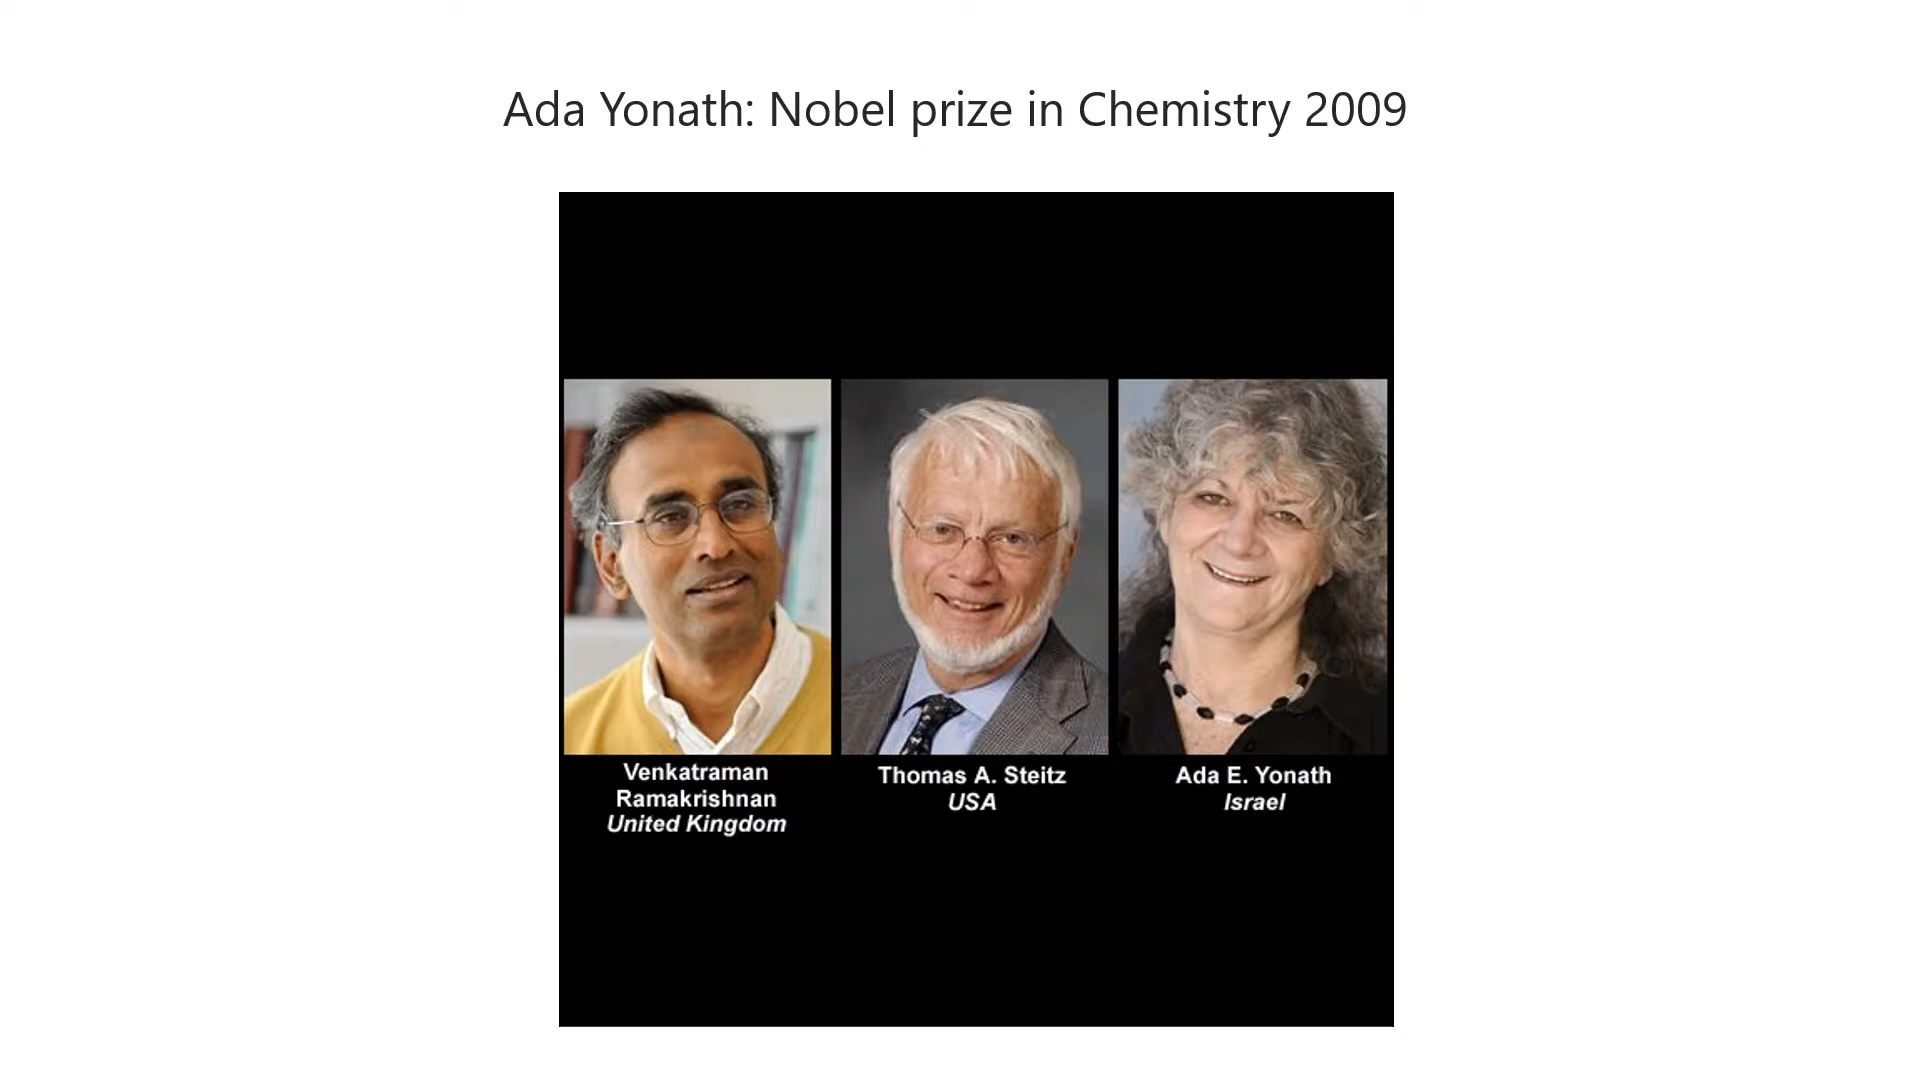 Ada Yonath: Nobel prize in Chemistry 2009
Venkatraman
Ramakrishnan
United Kingdom
Thomas A. Steitz
USA
Ada E. Yonath
Israel